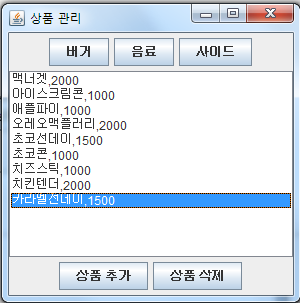 상품 관리
버거 음료 사이드
맥너겟,2000
아이스크림콘,1000
애플파이,1000
오레오맥플러리,2000
초코선데이,1500
초코콘,1000
치즈스틱,1000
치킨텐더,2000
카라멜선데이,1500
상품 추가 상품 삭제